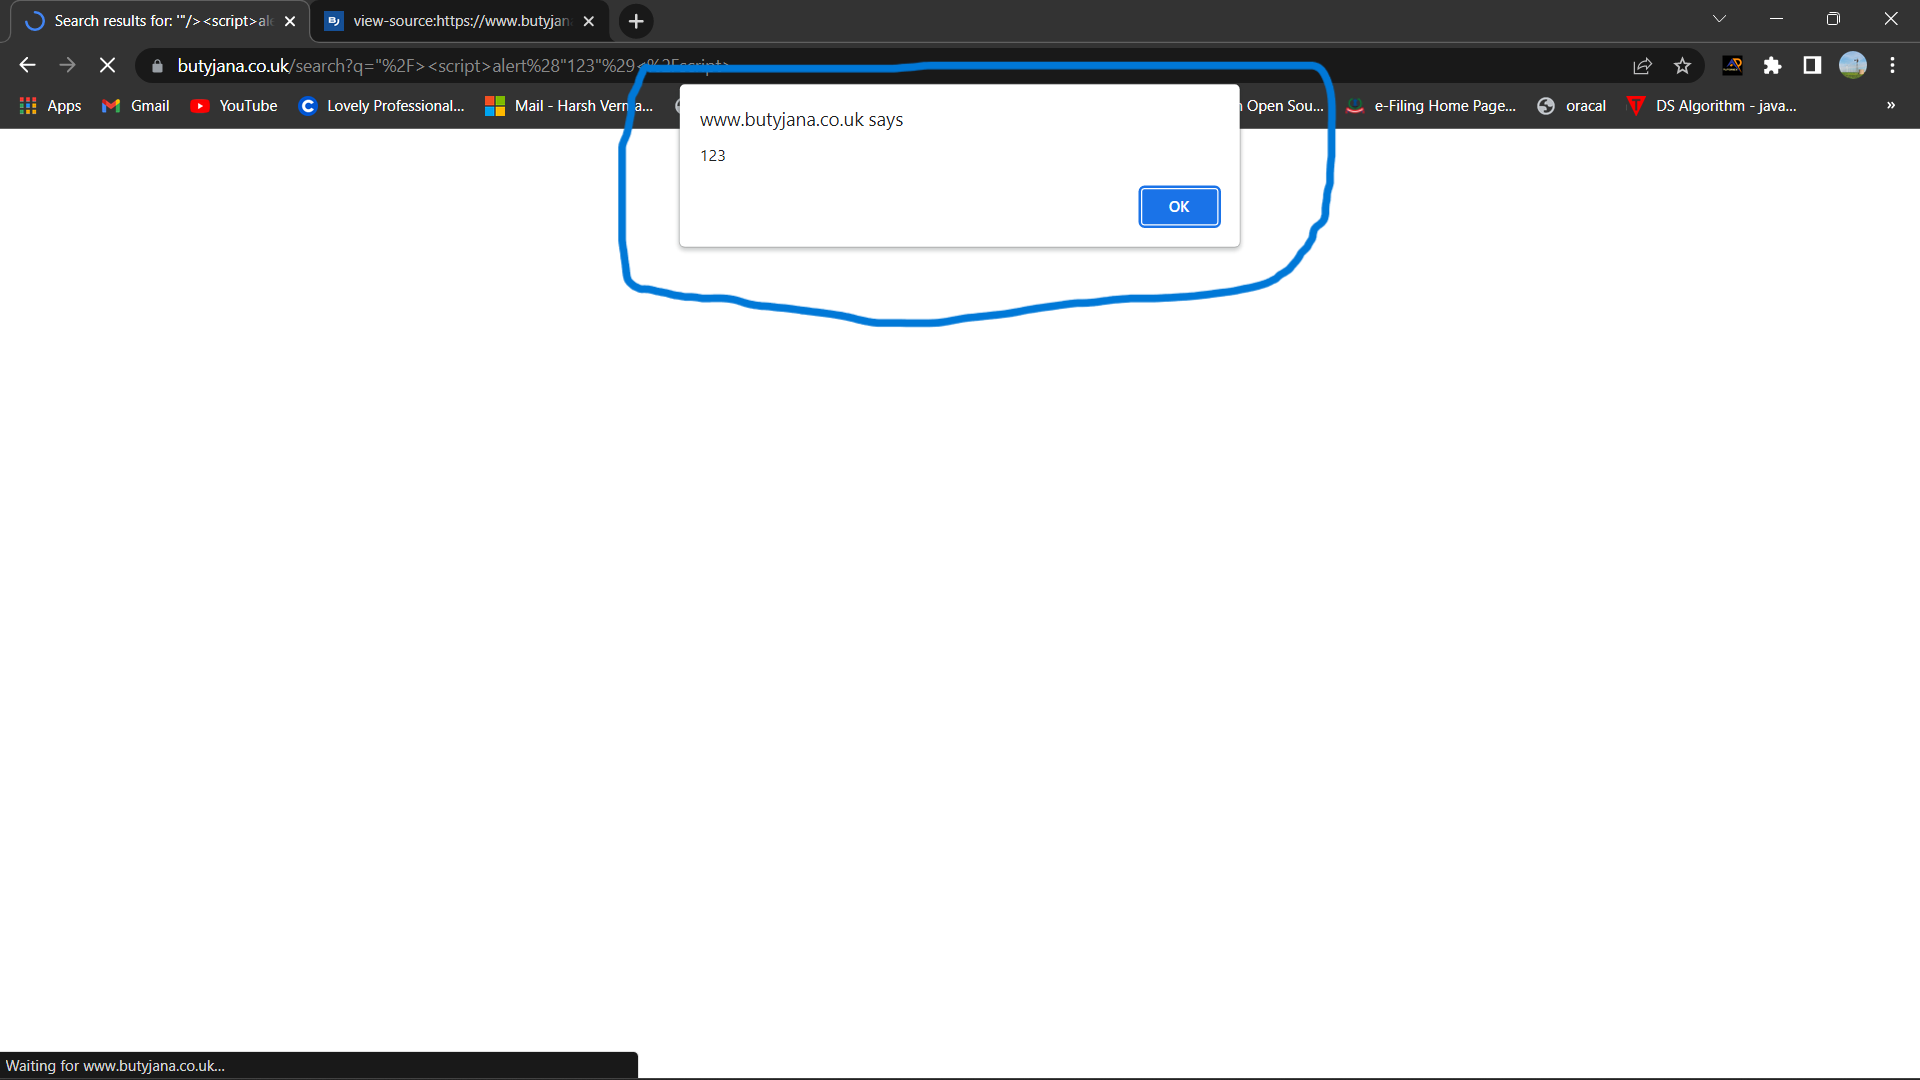 Search results for: '"/><script>al
view-source:https://www.butyjan
butyjana.co.uk/search?q="%2F><script>alert%28"123"%29<%2Fscript>
Apps
Gmail
YouTube
Lovely Professional...
Mail - Harsh Verma...
n Open Sou...
e-Filing Home Page...
oracal
DS Algorithm - java...
»
www.butyjana.co.uk says
123
OK
Waiting for www.butyjana.co.uk...